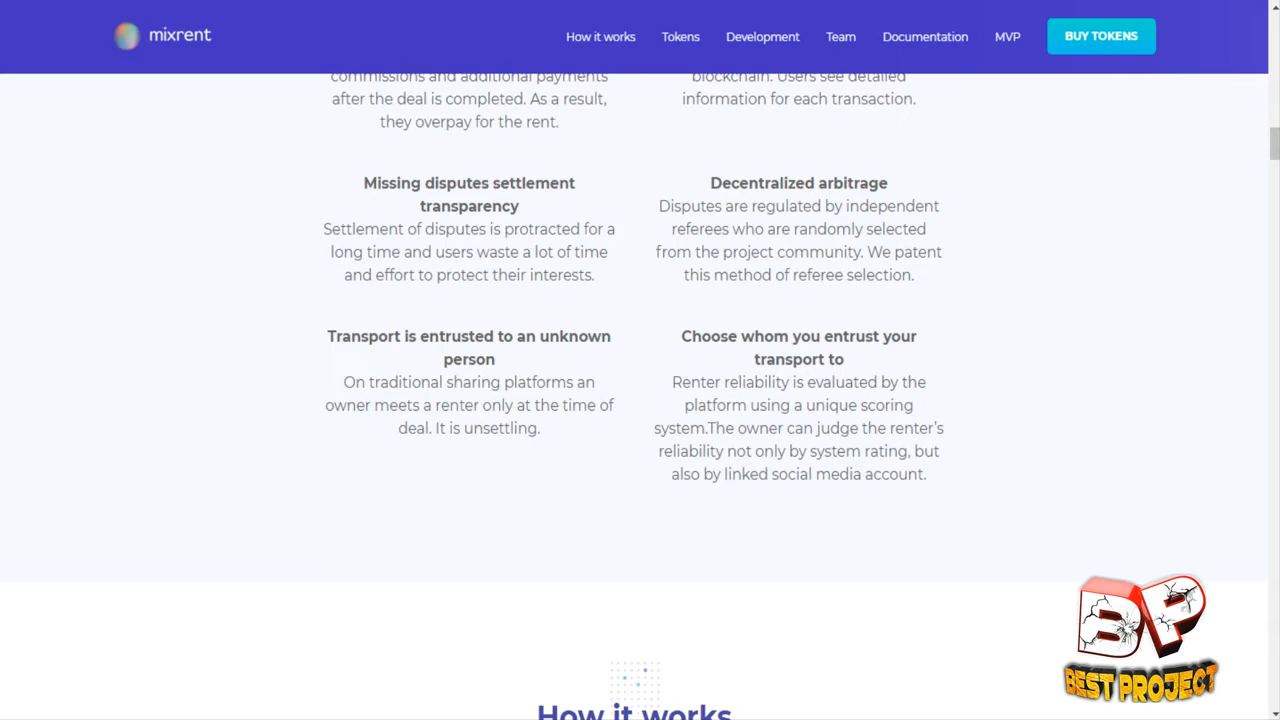 mixrent
How it works
Tokens
Development
Team
Documentation
MVP
BUY TOKENS
commissions and additional payments
after the deal is completed. As a result,
they overpay for the rent.
blockchain. Users see detailed
information for each transaction.
Missing disputes settlement
transparency
Settlement of disputes is protracted for a
long time and users waste a lot of time
and effort to protect their interests.
Decentralized arbitrage
Disputes are regulated by independent
referees who are randomly selected
from the project community. We patent
this method of referee selection.
Transport is entrusted to an unknown
person
On traditional sharing platforms an
owner meets a renter only at the time of
deal. It is unsettling.
Choose whom you entrust your
transport to
Renter reliability is evaluated by the
platform using a unique scoring
system.The owner can judge the renter’s
reliability not only by system rating, but
also by linked social media account.
How it works
BP
BEST PROJECT